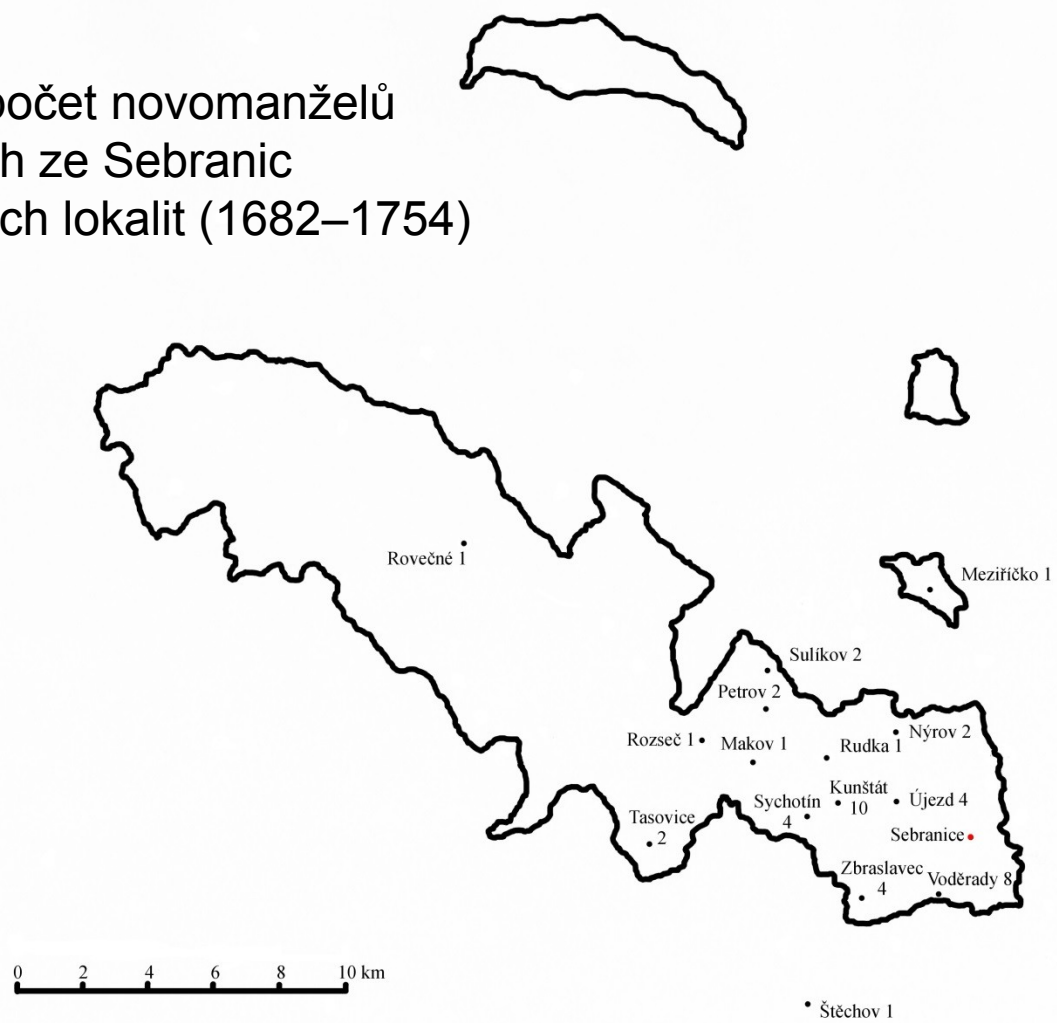 počet novomanželů
h ze Sebranic
ch lokalit (1682–1754)
Rovečné 1
Meziříčko 1
Sulíkov 2
Petrov 2
Rozseč 1
Makov 1
Rudka 1
Nýrov 2
Kunštát
10
Újezd 4
Sychotín
4
Tasovice
2
Sebranice
Zbraslavec
4
Voděrady 8
0 2 4 6 8 10 km
Štěchov 1